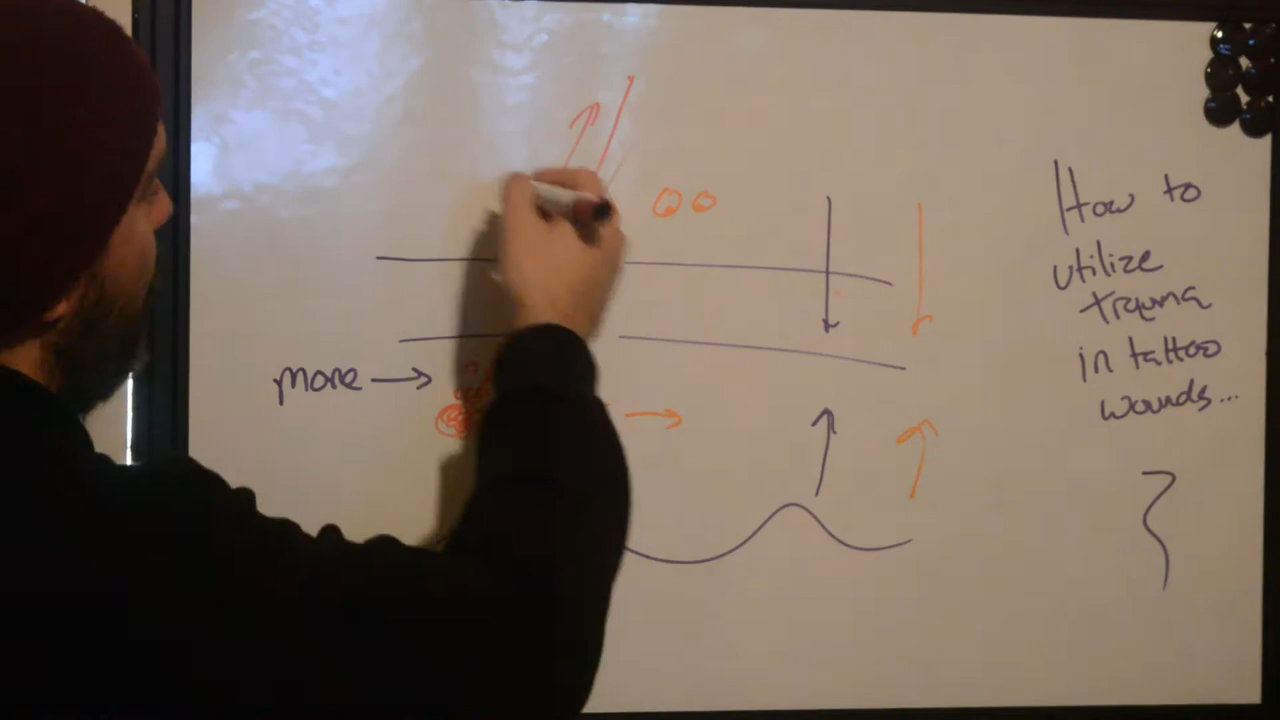 more
How to
utilize
trauma
in tattoo
wounds...